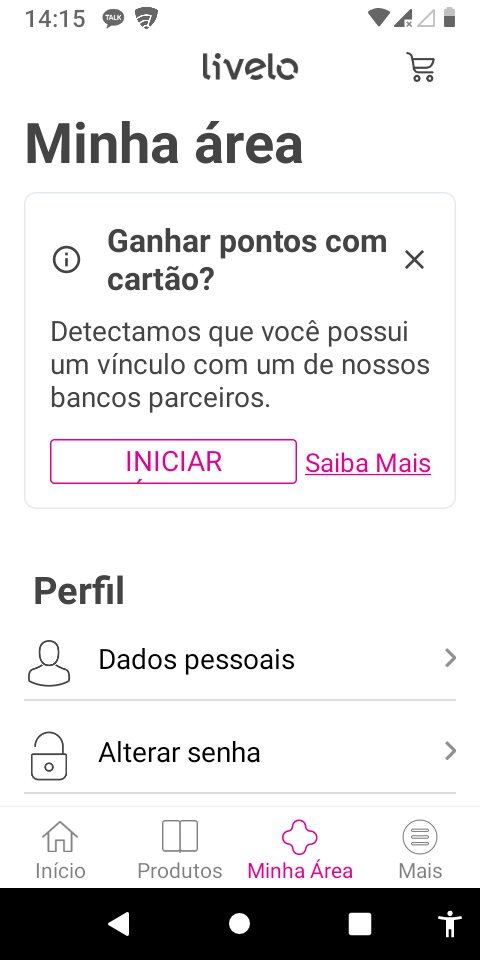 14:15
TALK
livelo
Minha área
Ganhar pontos com
cartão?
Detectamos que você possui
um vínculo com um de nossos
bancos parceiros.
INICIAR
Saiba Mais
Perfil
Dados pessoais
Alterar senha
Início
Produtos
Minha Área
Mais